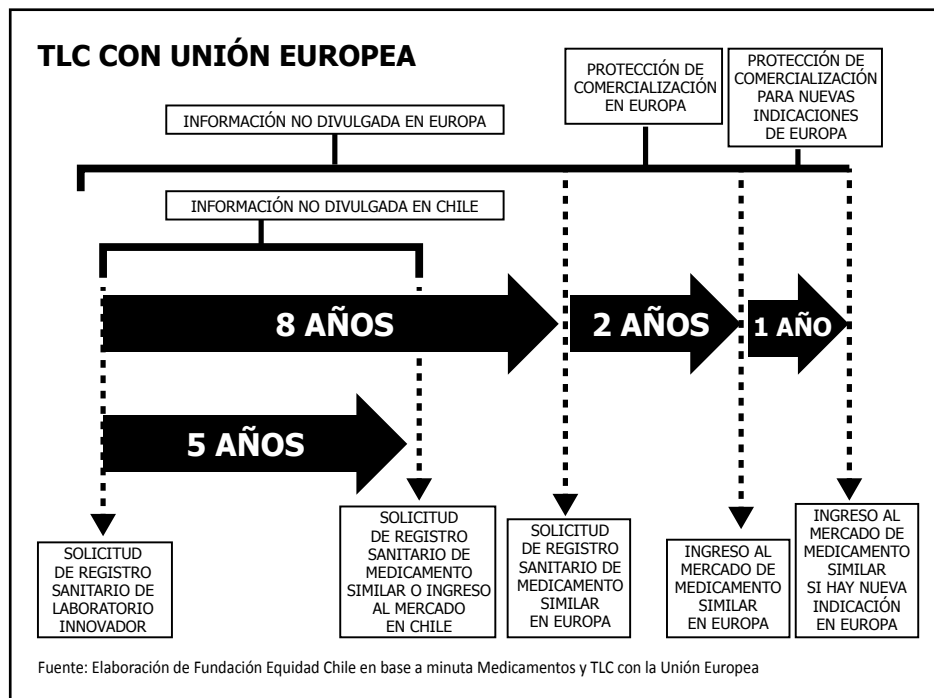 TLC CON UNIÓN EUROPEA
PROTECCIÓN DE
COMERCIALIZACIÓN
EN EUROPA
PROTECCIÓN DE
COMERCIALIZACIÓN
PARA NUEVAS
INDICACIONES
DE EUROPA
INFORMACIÓN NO DIVULGADA EN EUROPA
INFORMACIÓN NO DIVULGADA EN CHILE
8 AÑOS
2 AÑOS
1 AÑO
5 AÑOS
SOLICITUD
DE REGISTRO
SANITARIO DE
LABORATORIO
INNOVADOR
SOLICITUD
DE REGISTRO
SANITARIO DE
MEDICAMENTO
SIMILAR O INGRESO
AL MERCADO
EN CHILE
SOLICITUD
DE REGISTRO
SANITARIO DE
MEDICAMENTO
SIMILAR
EN EUROPA
INGRESO AL
MERCADO DE
MEDICAMENTO
SIMILAR
EN EUROPA
INGRESO AL
MERCADO DE
MEDICAMENTO
SIMILAR
SI HAY NUEVA
INDICACIÓN
EN EUROPA
Fuente: Elaboración de Fundación Equidad Chile en base a minuta Medicamentos y TLC con la Unión Europea